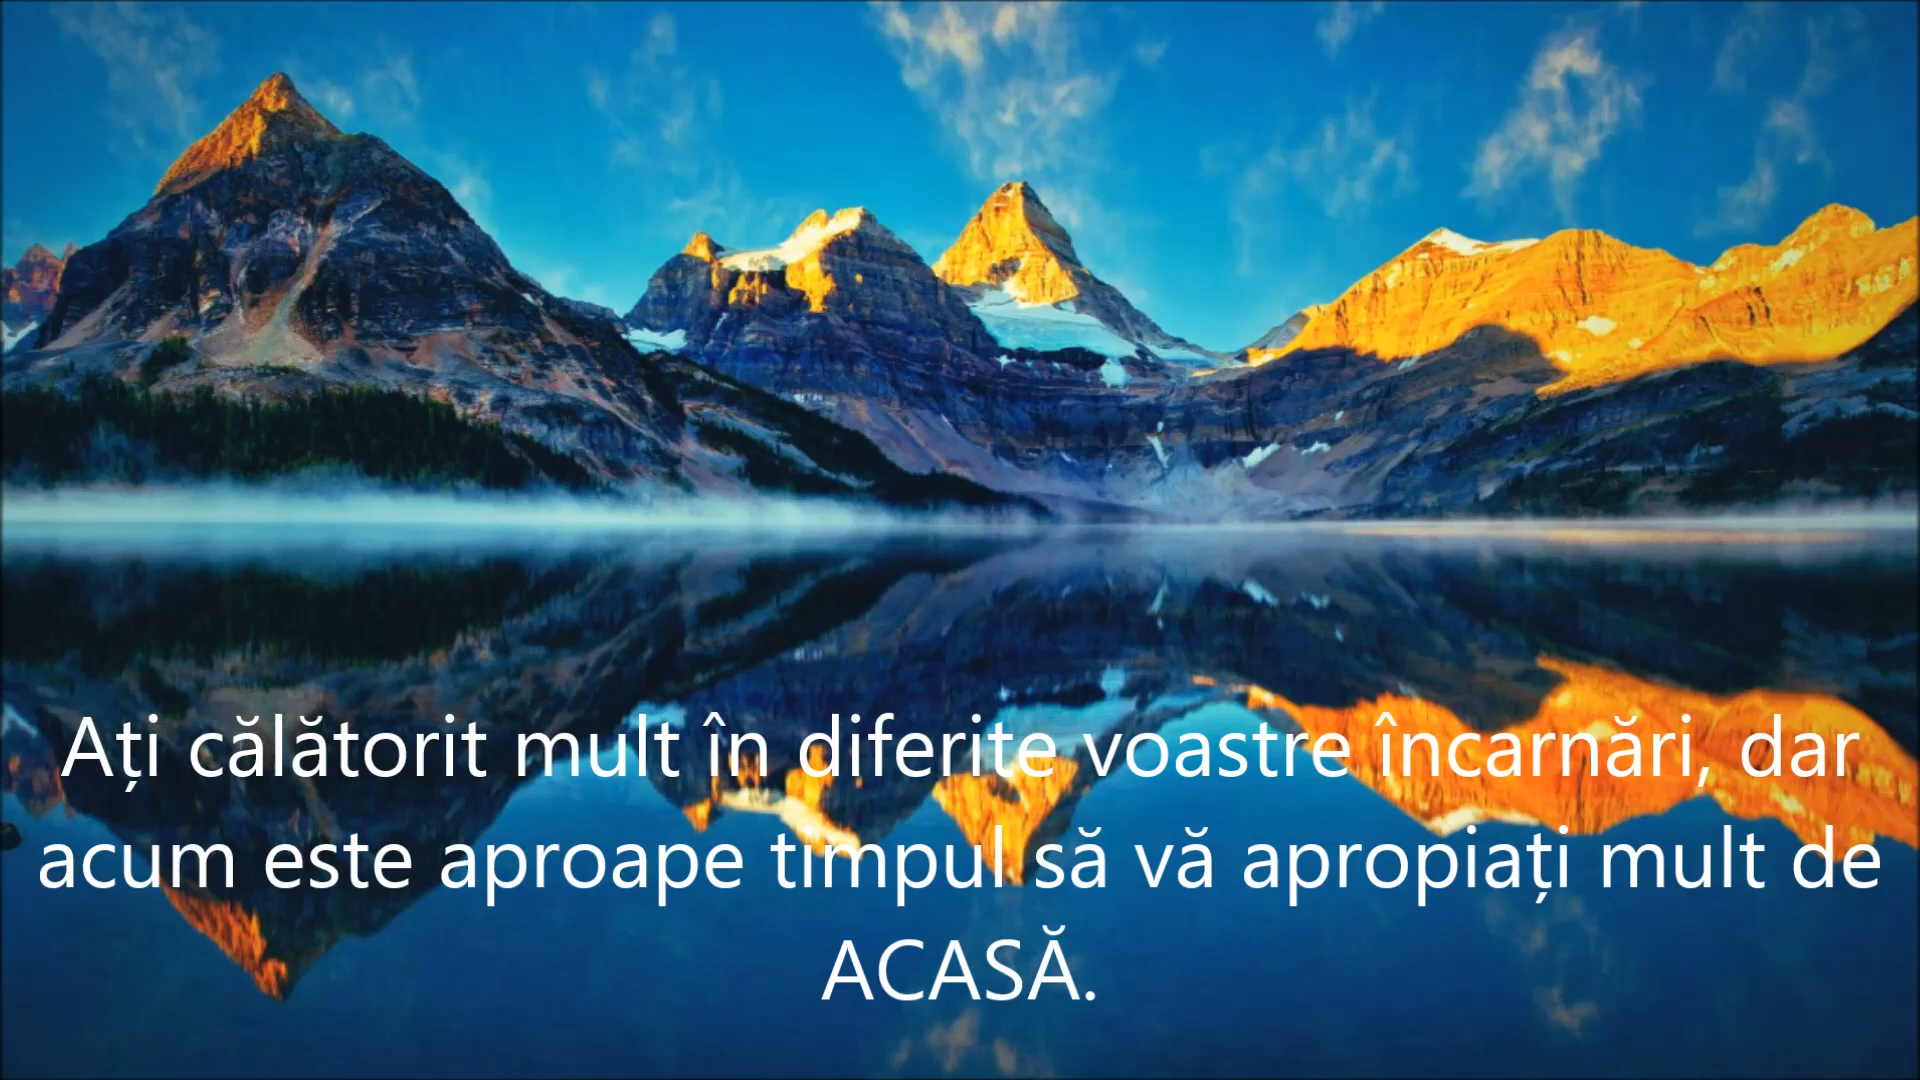 Ați călătorit mult în diferite voastre încarnări, dar
acum este aproape timpul să vă apropiați mult de
ACASĂ.